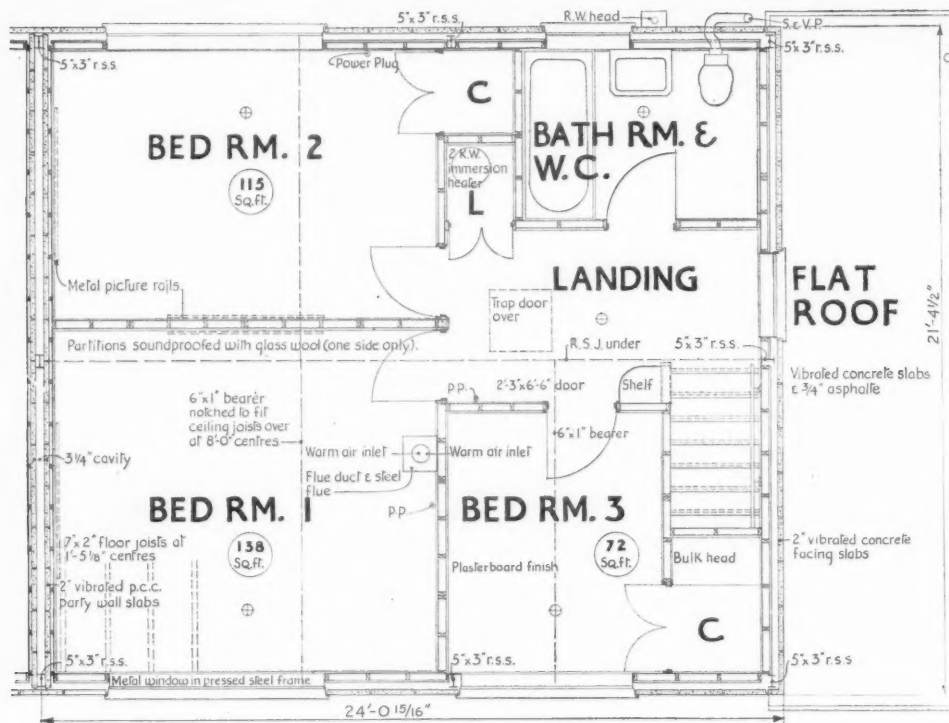 5"x3" r.s.s.
R.W. head
S.& V.P.
5"x3" r.s.s
Power Plug
C
5"x3" r.s.s.
BED RM. 2
115
Sq.ft.
2 R.W.
immersion
heater
L
BATH RM. &
W.C.
Metal picture rails
LANDING
Trap door
over
FLAT
ROOF
21'-4½"
Partitions soundproofed with glass wool (one side only).
R.S.J. under
5"x3" r.s.s.
p.p.
2'-3"x6'-6" door
Shelf
Vibrated concrete slabs
& 3/4" asphalte
6"x1" bearer
notched to fit
ceiling joists over
at 8'-0" centres
6"x1" bearer
3¼" cavity
Warm air inlet
Warm air inlet
Flue duct & steel
flue
BED RM. 1
p.p
BED RM. 3
7"x2" floor joists at
1'-5⅛" centres
138
Sq.ft.
72
Sq.ft.
Plasterboard finish
Bulk head
2" vibrated concrete
facing slabs
2" vibrated p.c.c.
party wall slabs
C
5"x3" r.s.s.
5"x3" r.s.s.
5"x3" r.s.s
Metal window in pressed steel frame
24'-0 15/16"